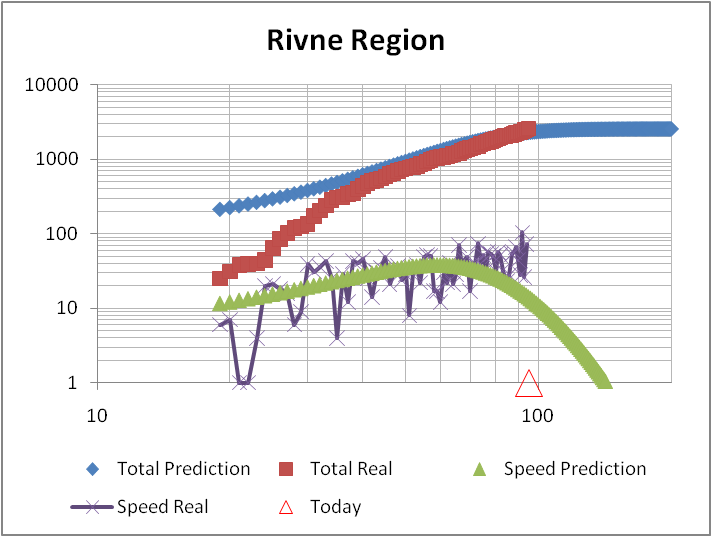 Rivne Region
10000
1000
100
10
1
10 100
Total Prediction Total Real Speed Prediction
Speed Real Today